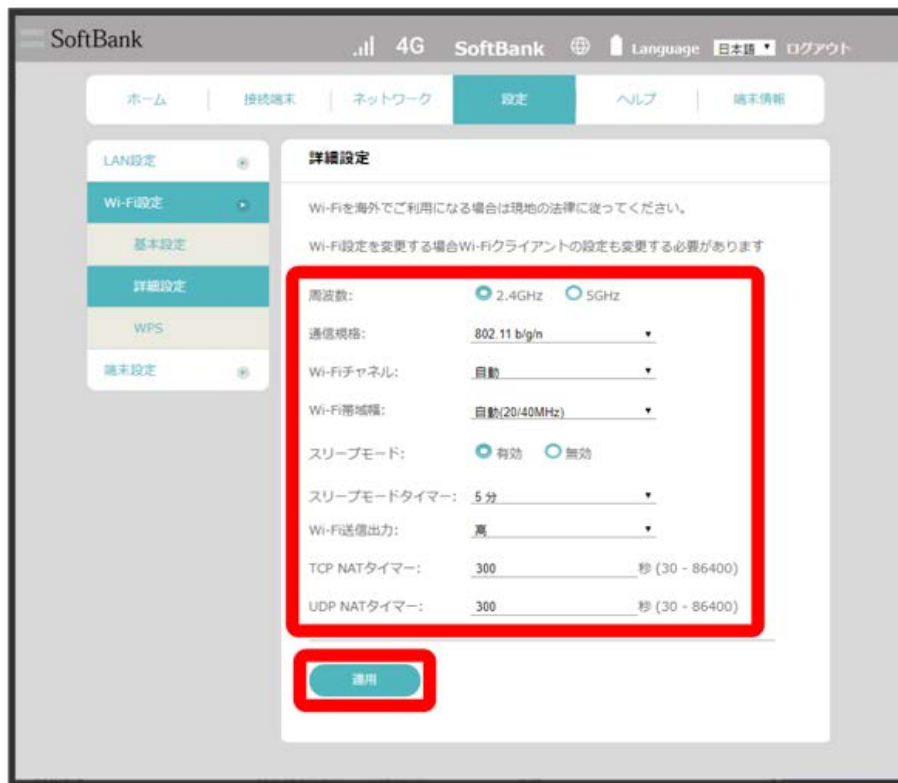 SoftBank
4G SoftBank Language 日本語 ログアウト
ホーム 接続端末 ネットワーク 設定 ヘルプ 端末情報
LAN設定
Wi-Fi設定
基本設定
詳細設定
WPS
端末設定
詳細設定
Wi-Fiを海外でご利用になる場合は現地の法律に従ってください。
Wi-Fi設定を変更する場合Wi-Fiクライアントの設定も変更する必要があります
周波数: 2.4GHz 5GHz
通信規格: 802.11 b/g/n
Wi-Fiチャネル: 自動
Wi-Fi帯域幅: 自動(20/40MHz)
スリープモード: 有効 無効
スリープモードタイマー: 5 分
Wi-Fi送信出力: 高
TCP NATタイマー: 300 秒 (30 - 86400)
UDP NATタイマー: 300 秒 (30 - 86400)
適用